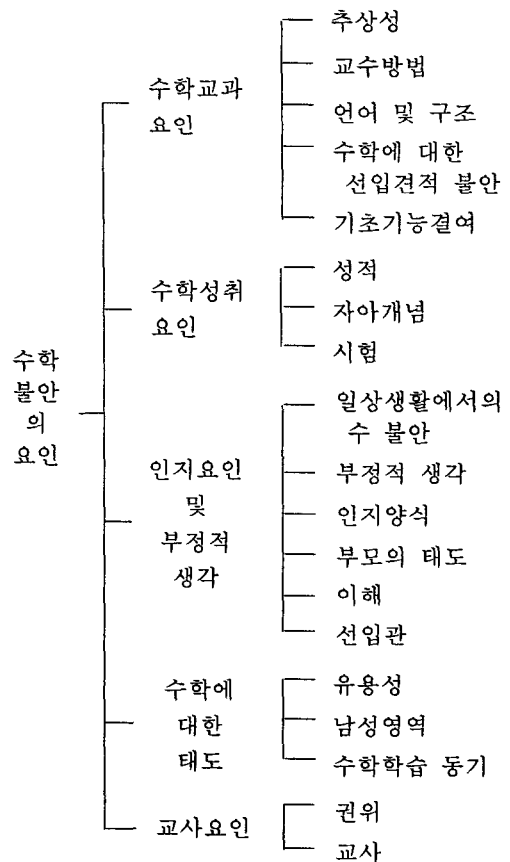 수학
불안
의
요인
수학교과
요인
추상성
교수방법
언어 및 구조
수학에 대한
선입견적 불안
기초기능결여
수학성취
요인
성적
자아개념
시험
인지요인
및
부정적
생각
일상생활에서의
수 불안
부정적 생각
인지양식
부모의 태도
이해
선입관
수학에
대한
태도
유용성
남성영역
수학학습 동기
교사요인
권위
교사